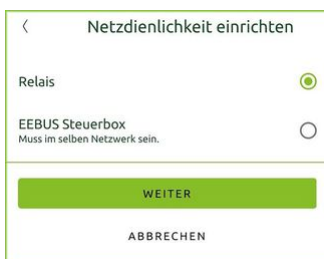 Netzdienlichkeit einrichten
Relais
EEBUS Steuerbox
Muss im selben Netzwerk sein.
WEITER
ABBRECHEN